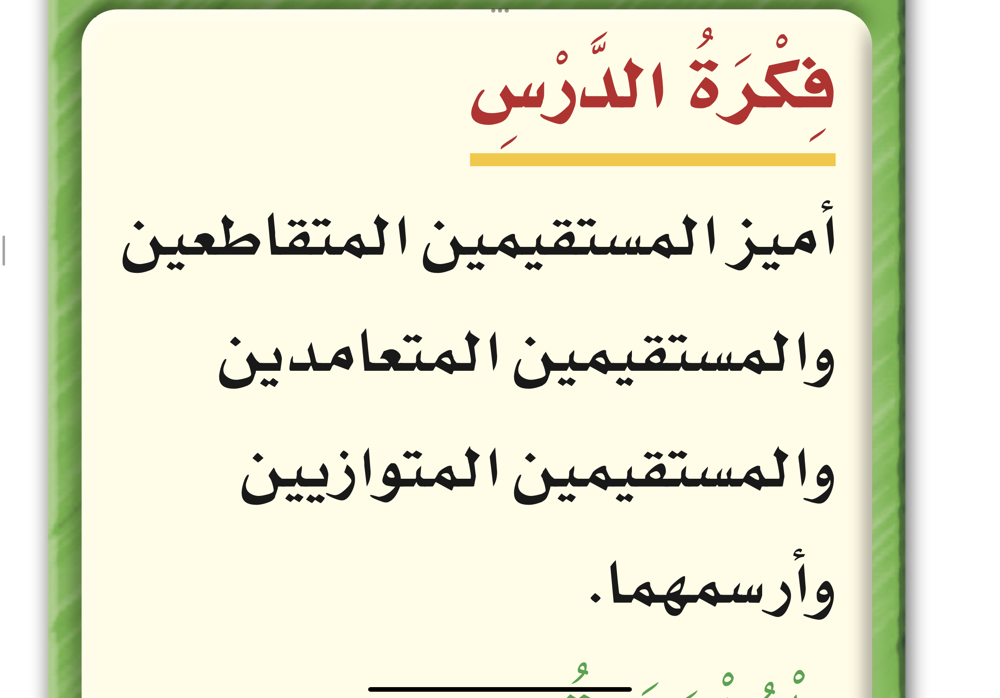 فِكْرَةُ الدَّرْسِ
أميز المستقيمين المتقاطعين
والمستقيمين المتعامدين
والمستقيمين المتوازيين
وأرسمهما.